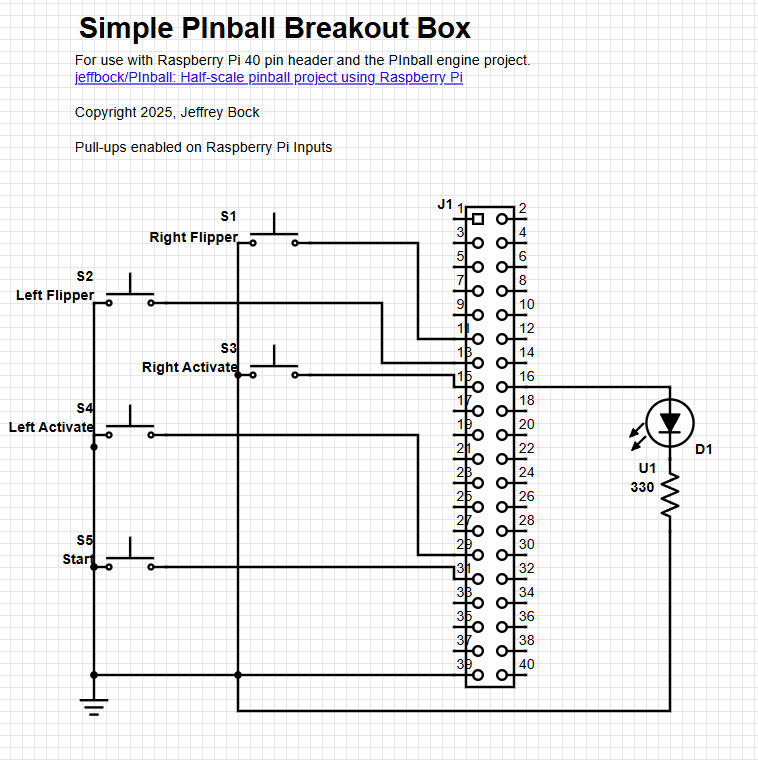 Simple PInball Breakout Box
For use with Raspberry Pi 40 pin header and the PInball engine project.
jeffbock/PInball: Half-scale pinball project using Raspberry Pi
Copyright 2025, Jeffrey Bock
Pull-ups enabled on Raspberry Pi Inputs
J1
1 2
3 4
5 6
7 8
9 10
11 12
13 14
15 16
17 18
19 20
21 22
23 24
25 26
27 28
29 30
31 32
33 34
35 36
37 38
39 40
S1
Right Flipper
S2
Left Flipper
S3
Right Activate
S4
Left Activate
S5
Start
D1
U1
330